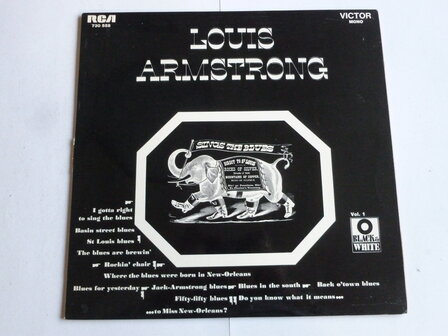 RCA
730 558
VICTOR
MONO
LOUIS
ARMSTRONG
SINGS THE BLUES
I gotta right
to sing the blues
Basin street blues
St Louis blues
The blues are brewin'
Rockin' chair
Where the blues were born in New-Orleans
Blues for yesterday Jack-Armstrong blues Blues in the south Back o'town blues
Fifty-fifty blues Do you know what it means...
...to Miss New-Orleans?
Vol. 1
BLACK AND
WHITE